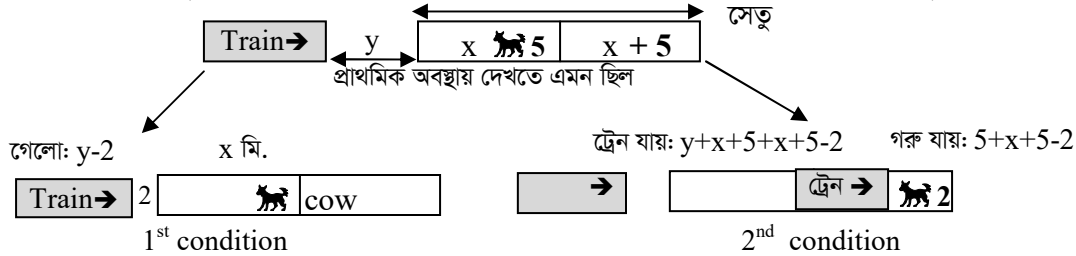 সেতু
Train➔ y x 5 x + 5
প্রাথমিক অবস্থায় দেখতে এমন ছিল
গেলো: y-2 x মি. ট্রেন যায়: y+x+5+x+5-2 গরু যায়: 5+x+5-2
Train➔ 2 cow ➔ ট্রেন ➔ 2
1st condition 2nd condition